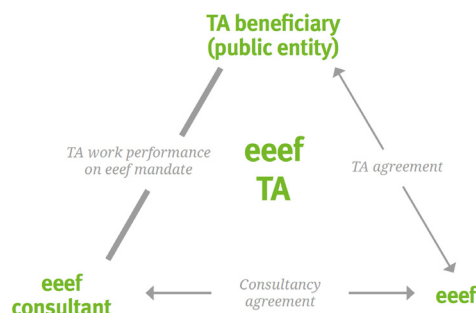 TA beneficiary
(public entity)
TA work performance
on eeef mandate
eeef
TA
TA agreement
eeef
consultant
Consultancy
agreement
eeef